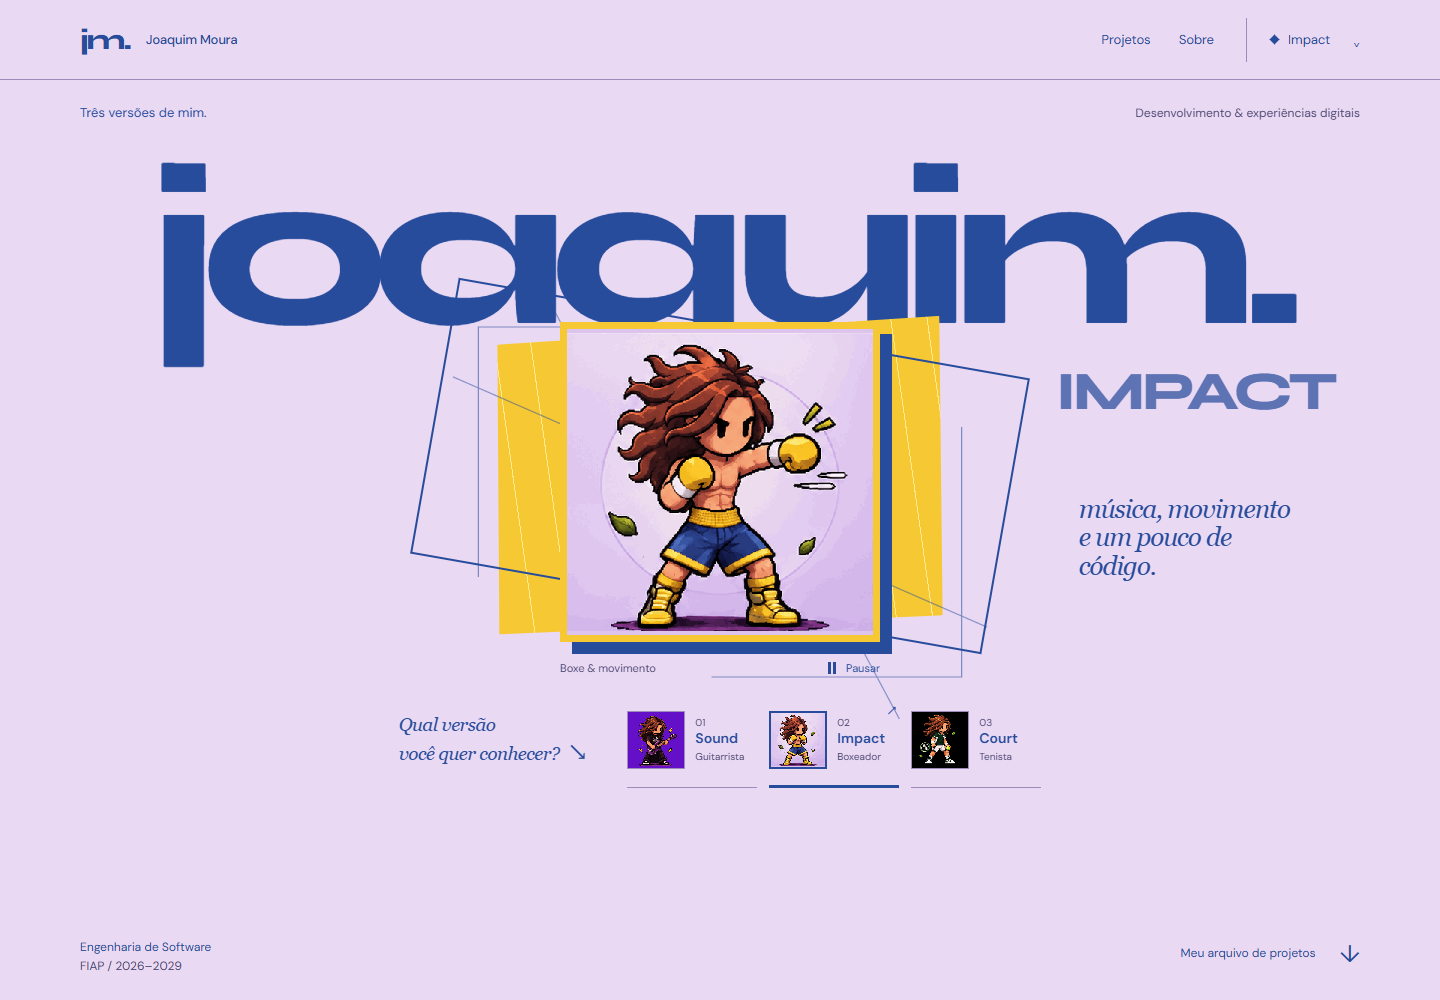 jm.
Joaquim Moura
Projetos
Sobre
Impact
Três versões de mim.
Desenvolvimento & experiências digitais
joaquim.
IMPACT
música, movimento
e um pouco de
código.
Boxe & movimento
Pausar
Qual versão
você quer conhecer?
01
Sound
Guitarrista
02
Impact
Boxeador
03
Court
Tenista
Engenharia de Software
FIAP / 2026–2029
Meu arquivo de projetos